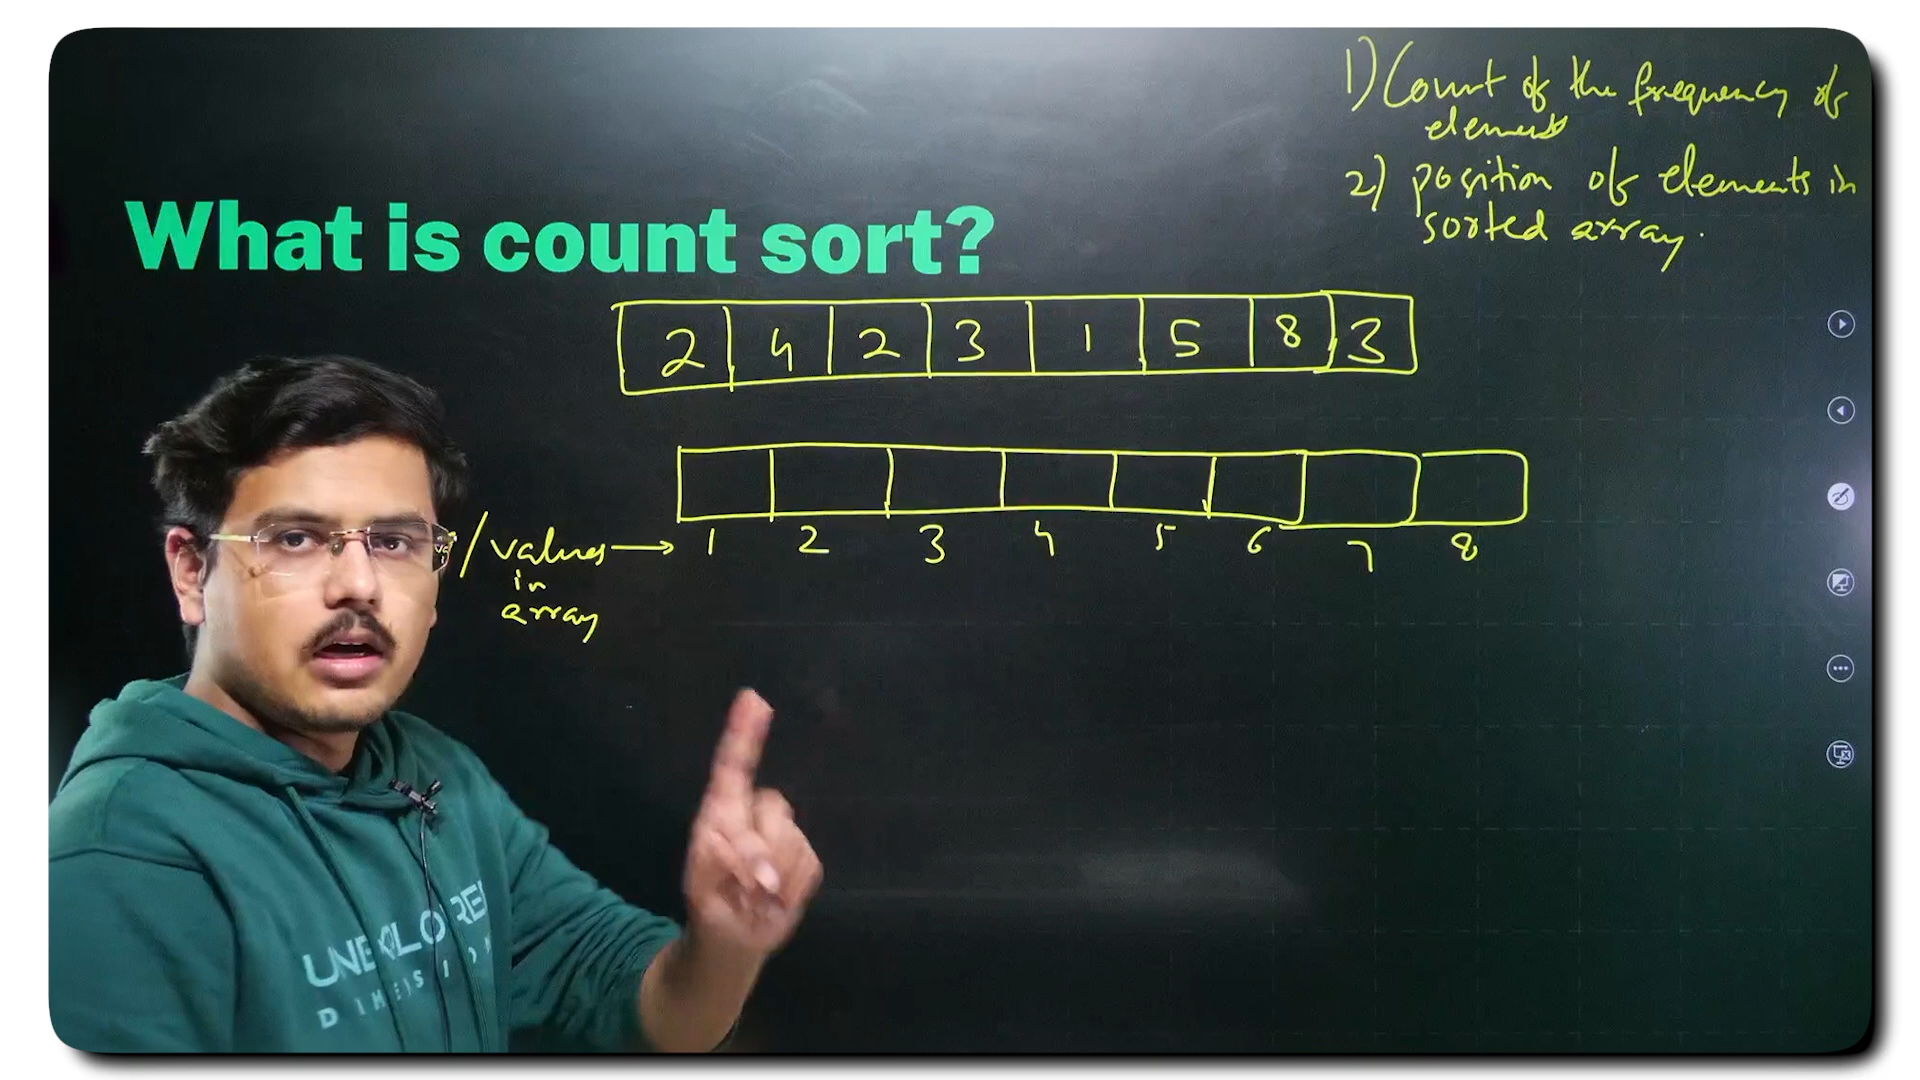 1) Count of the frequency of
elements
2) position of elements in
sorted array.
What is count sort?
2 4 2 3 1 5 8 3
/ values →
in
array
1 2 3 4 5 6 7 8
UNEXPLORED
DIMENSION